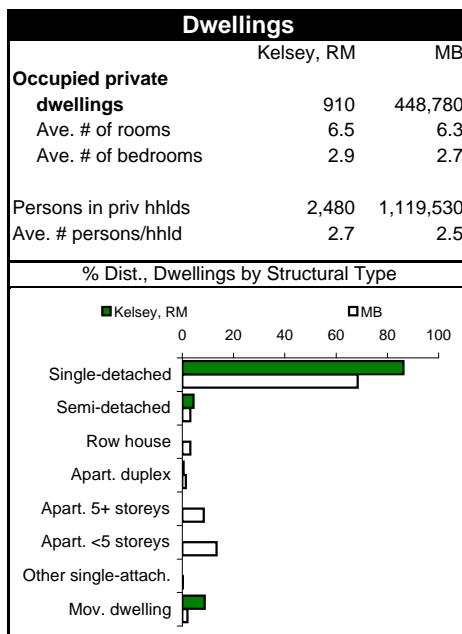 Dwellings
Kelsey, RM MB
Occupied private
dwellings 910 448,780
Ave. # of rooms 6.5 6.3
Ave. # of bedrooms 2.9 2.7
Persons in priv hhlds 2,480 1,119,530
Ave. # persons/hhld 2.7 2.5
% Dist., Dwellings by Structural Type
Kelsey, RM MB
0 20 40 60 80 100
Single-detached
Semi-detached
Row house
Apart. duplex
Apart. 5+ storeys
Apart. <5 storeys
Other single-attach.
Mov. dwelling